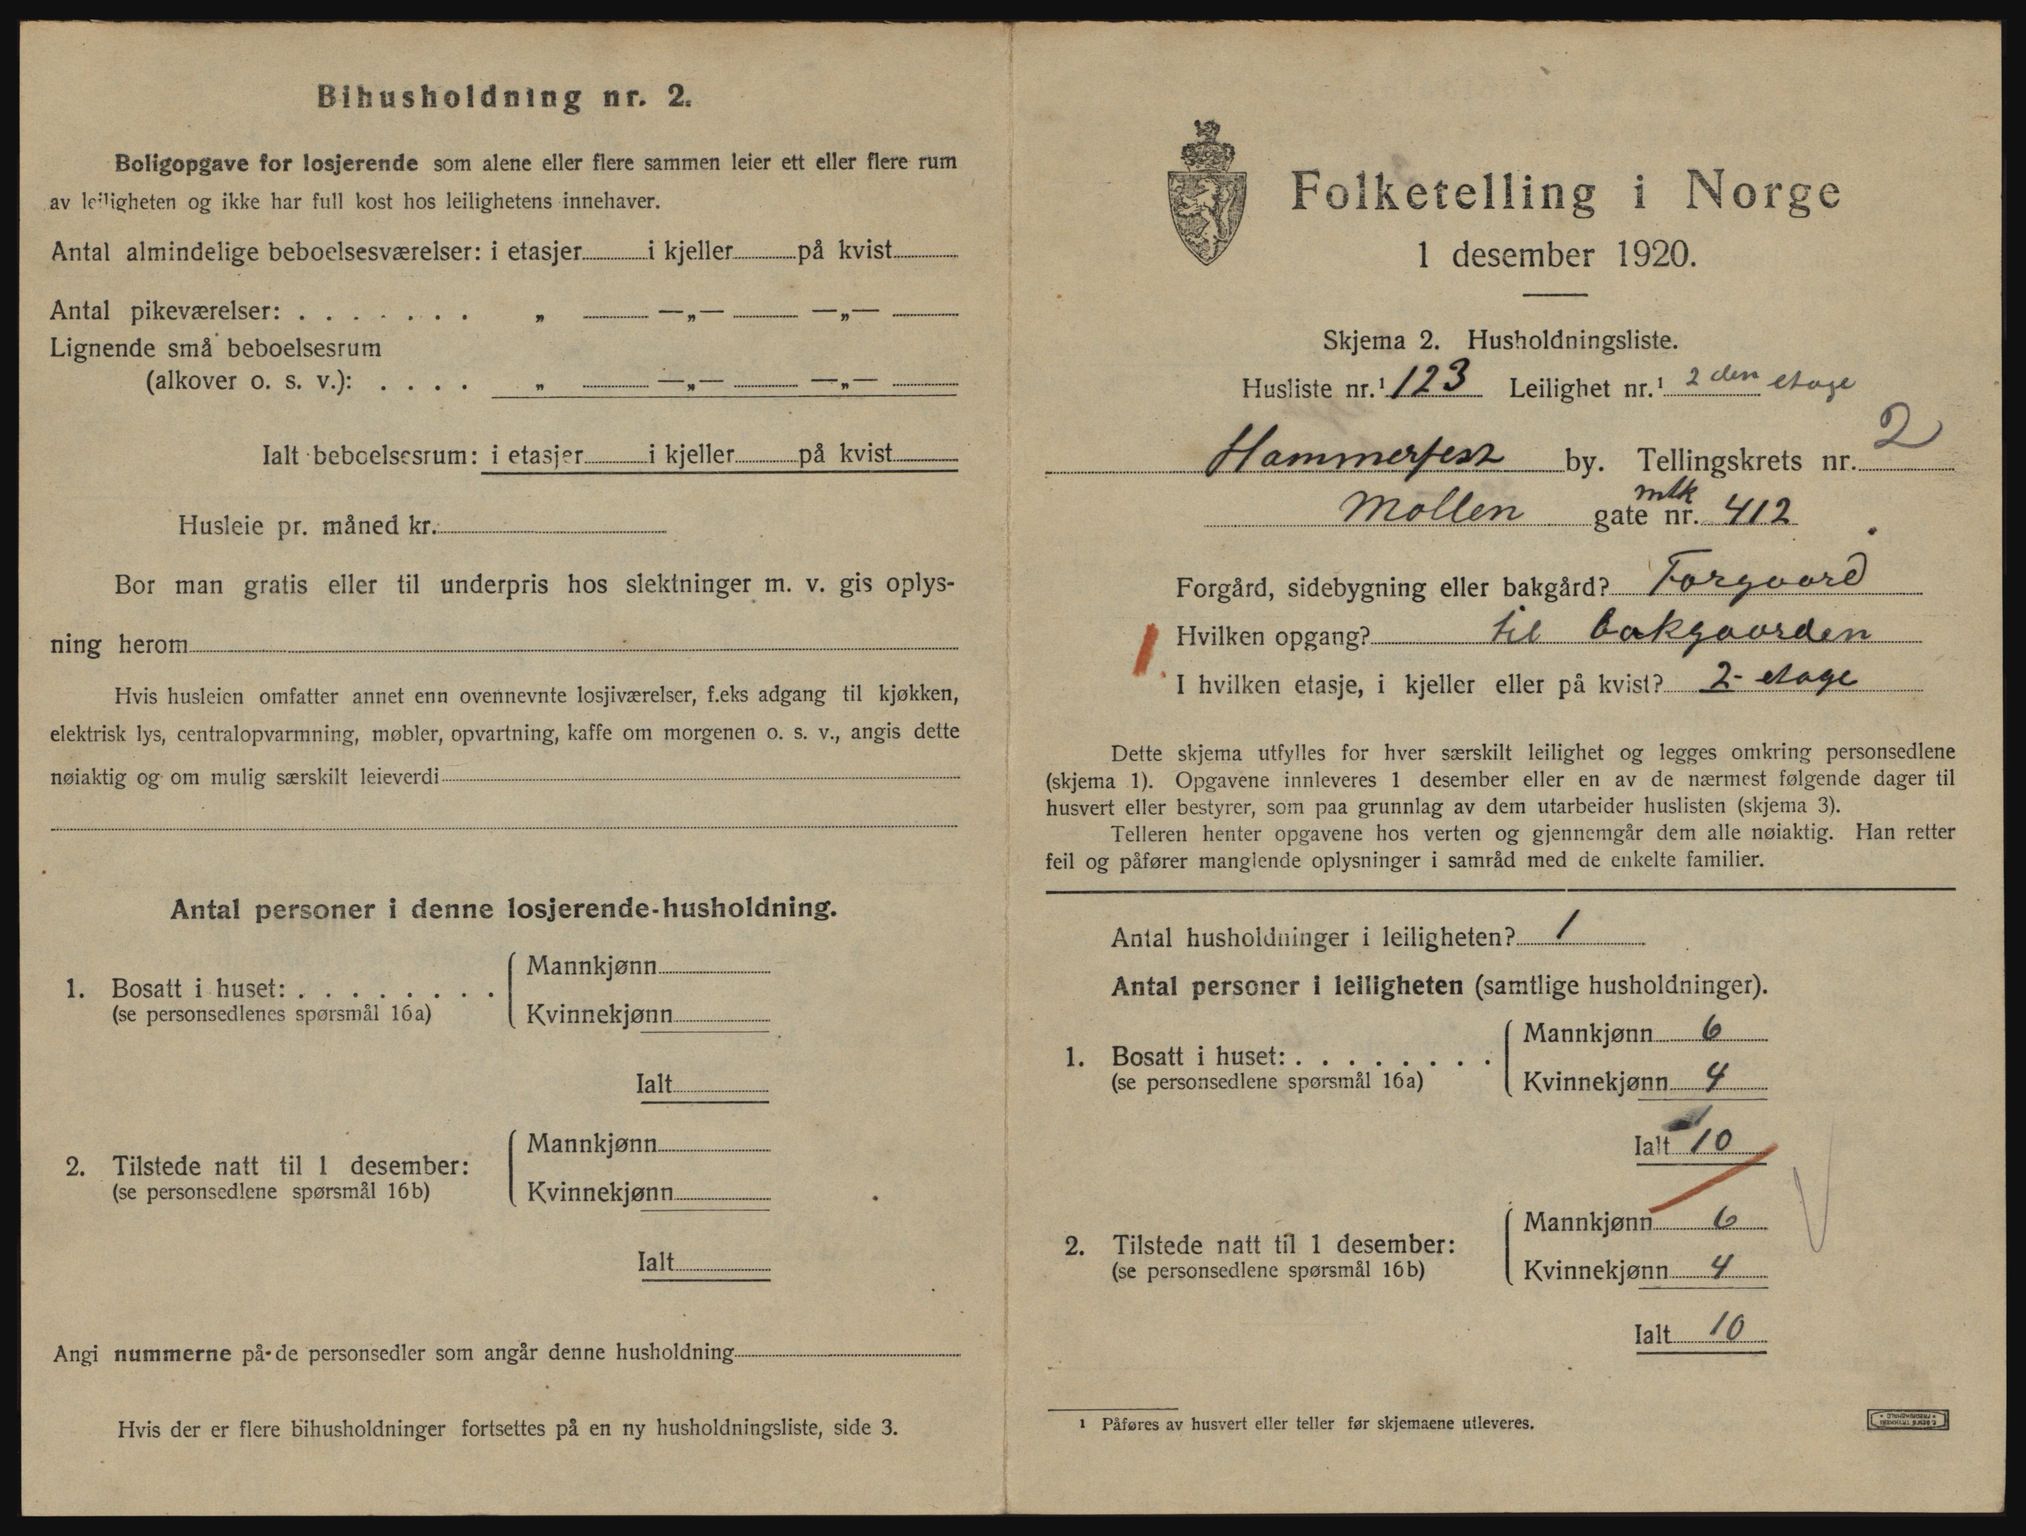 Bihusholdning nr. 2.
Boligopgave for losjerende som alene eller flere sammen leier ett eller flere rum
av leiligheten og ikke har full kost hos leilighetens innehaver.
Antal almindelige beboelsesværelser: i etasjer i kjeller på kvist
Antal pikeværelser: . . . . . . . „ —„— —„—
Lignende små beboelsesrum
(alkover o. s. v.): . . . . „ —„— —„—
Ialt beboelsesrum: i etasjer i kjeller på kvist
Husleie pr. måned kr.
Bor man gratis eller til underpris hos slektninger m. v. gis oplys-
ning herom
Hvis husleien omfatter annet enn ovennevnte losjiværelser, f.eks adgang til kjøkken,
elektrisk lys, centralopvarmning, møbler, opvartning, kaffe om morgenen o. s. v., angis dette
nøiaktig og om mulig særskilt leieverdi
Antal personer i denne losjerende-husholdning.
1. Bosatt i huset: . . . . . . . .
(se personsedlenes spørsmål 16a)
Mannkjønn
Kvinnekjønn
Ialt
2. Tilstede natt til 1 desember:
(se personsedlene spørsmål 16b)
Mannkjønn
Kvinnekjønn
Ialt
Angi nummerne på de personsedler som angår denne husholdning
Hvis der er flere bihusholdninger fortsettes på en ny husholdningsliste, side 3.
Folketelling i Norge
1 desember 1920.
Skjema 2. Husholdningsliste.
Husliste nr.¹ 123 Leilighet nr.¹ 2 den etage
Hammerfest by. Tellingskrets nr. 2
Mollen gate mtk nr. 412
Forgård, sidebygning eller bakgård? Forgaard
Hvilken opgang? til bakgaarden
I hvilken etasje, i kjeller eller på kvist? 2- etage
Dette skjema utfylles for hver særskilt leilighet og legges omkring personsedlene
(skjema 1). Opgavene innleveres 1 desember eller en av de nærmest følgende dager til
husvert eller bestyrer, som paa grunnlag av dem utarbeider huslisten (skjema 3).
Telleren henter opgavene hos verten og gjennemgår dem alle nøiaktig. Han retter
feil og påfører manglende oplysninger i samråd med de enkelte familier.
Antal husholdninger i leiligheten? 1
Antal personer i leiligheten (samtlige husholdninger).
1. Bosatt i huset: . . . . . . . .
(se personsedlene spørsmål 16a)
Mannkjønn 6
Kvinnekjønn 4
Ialt 10
2. Tilstede natt til 1 desember:
(se personsedlene spørsmål 16b)
Mannkjønn 6
Kvinnekjønn 4
Ialt 10
¹ Påføres av husvert eller teller før skjemaene utleveres.